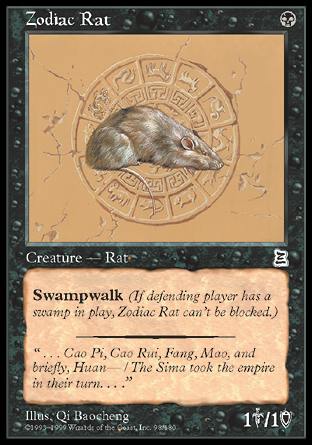 Zodiac Rat
Creature — Rat
Swampwalk (If defending player has a
swamp in play, Zodiac Rat can't be blocked.)
“. . . Cao Pi, Cao Rui, Fang, Mao, and
briefly, Huan— / The Sima took the empire
in their turn. . . .”
Illus. Qi Baocheng
©1993-1999 Wizards of the Coast, Inc. 98/180
1/1